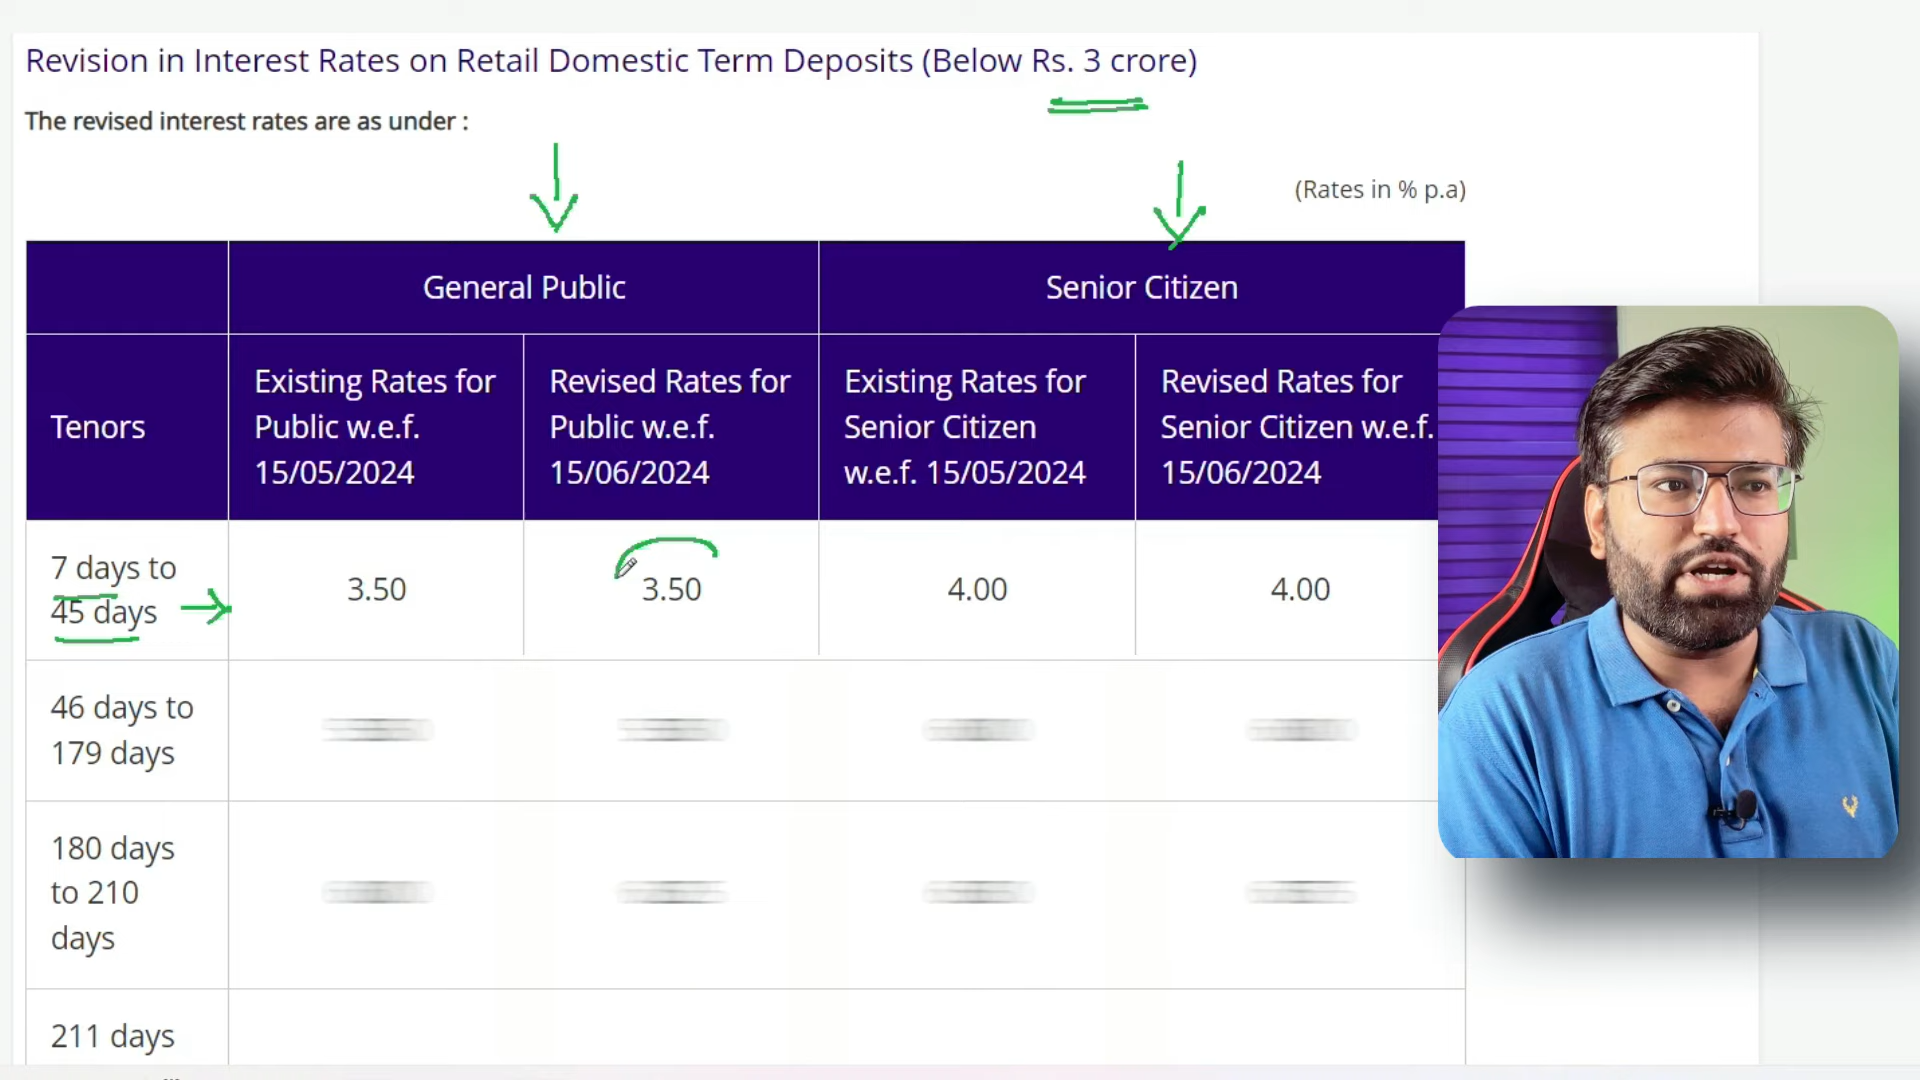 Revision in Interest Rates on Retail Domestic Term Deposits (Below Rs. 3 crore)
The revised interest rates are as under :
(Rates in % p.a)
General Public
Senior Citizen
Tenors
Existing Rates for
Public w.e.f.
15/05/2024
Revised Rates for
Public w.e.f.
15/06/2024
Existing Rates for
Senior Citizen
w.e.f. 15/05/2024
Revised Rates for
Senior Citizen w.e.f.
15/06/2024
7 days to
45 days
3.50
3.50
4.00
4.00
46 days to
179 days
180 days
to 210
days
211 days